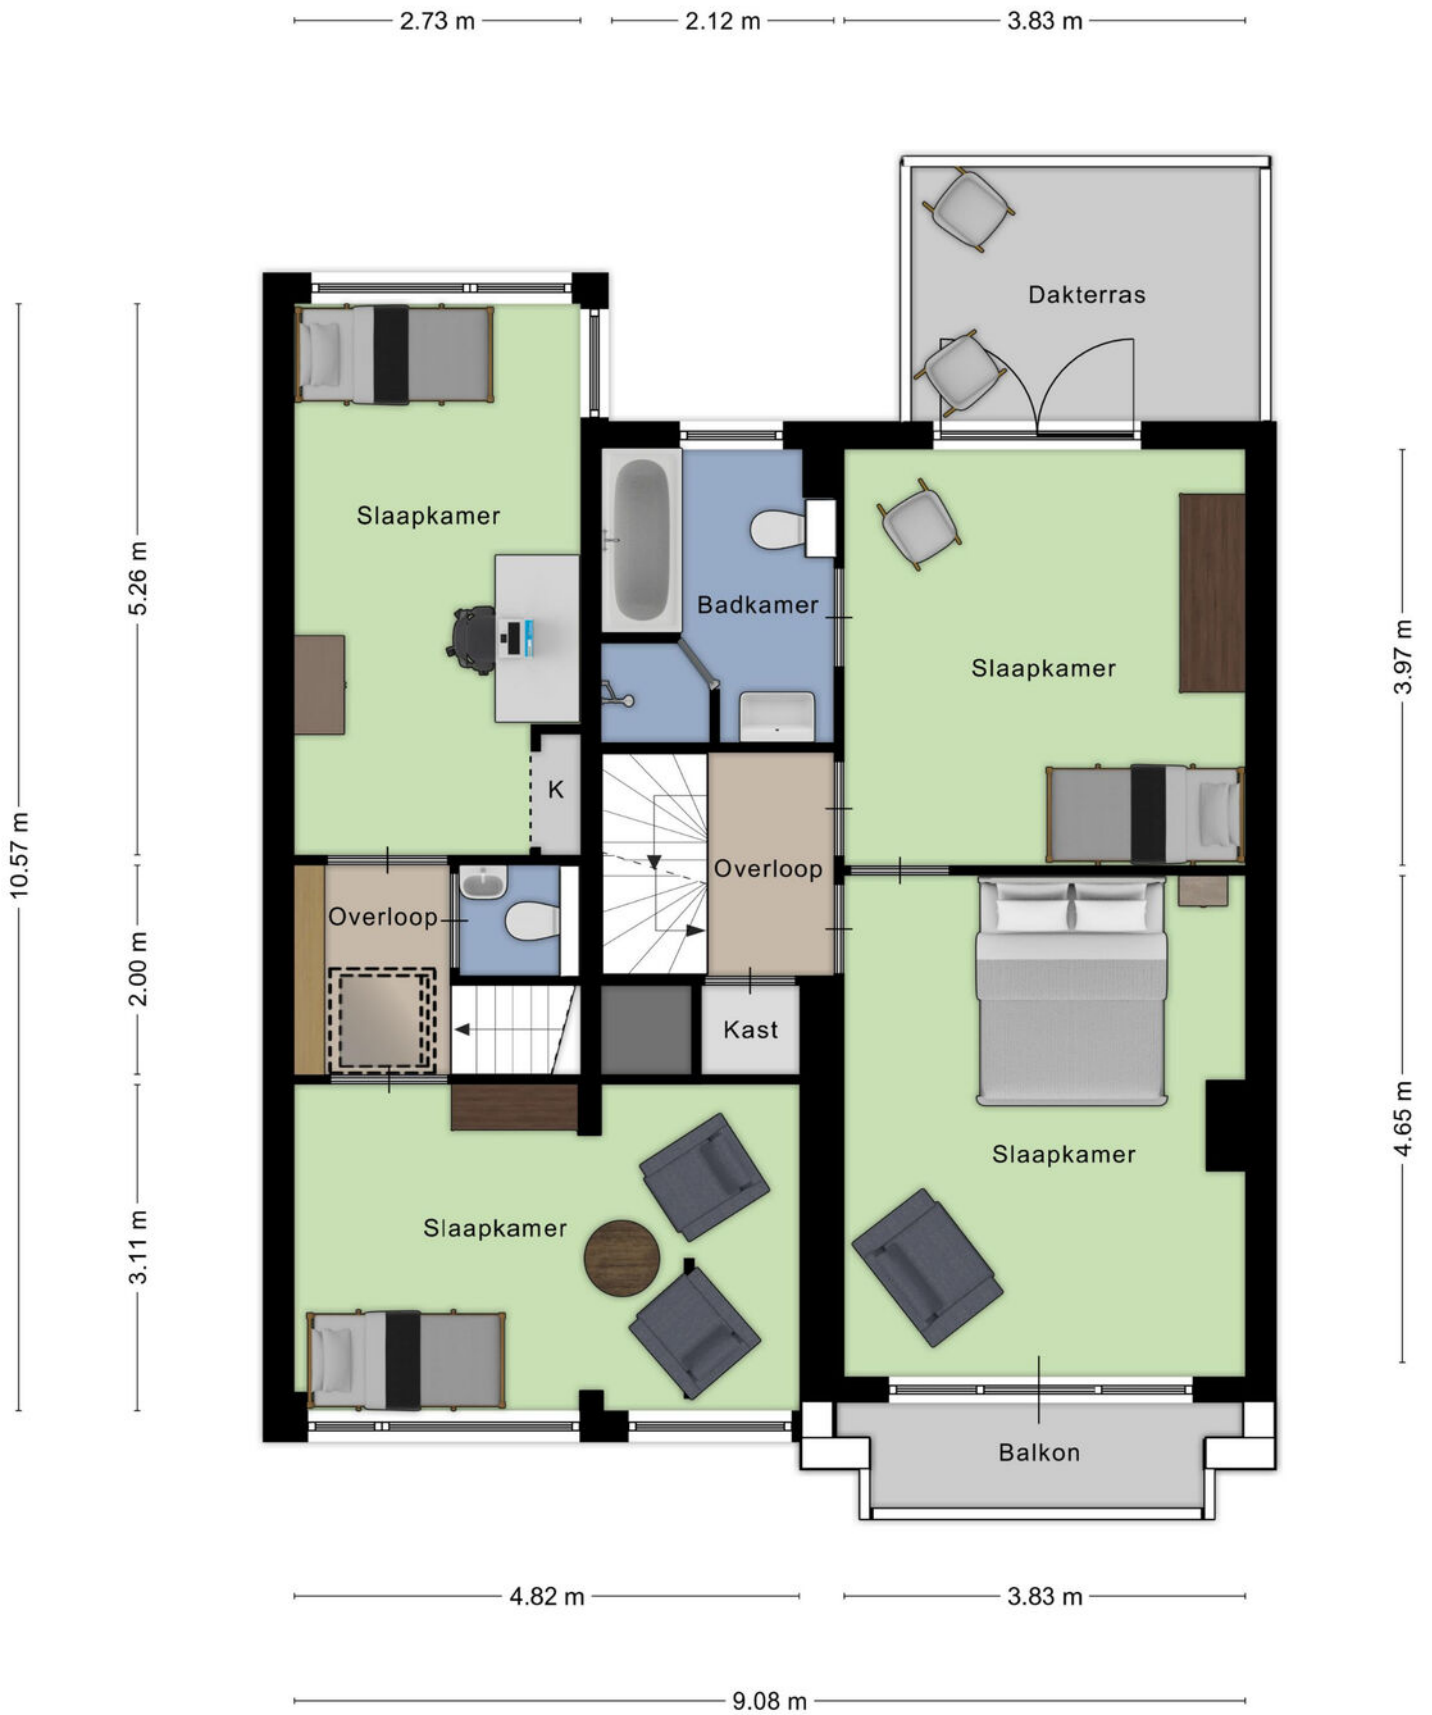 2.73 m
2.12 m
3.83 m
Dakterras
Slaapkamer
5.26 m
Badkamer
3.97 m
Slaapkamer
K
10.57 m
Overloop
Overloop
2.00 m
Kast
4.65 m
Slaapkamer
3.11 m
Slaapkamer
Balkon
4.82 m
3.83 m
9.08 m